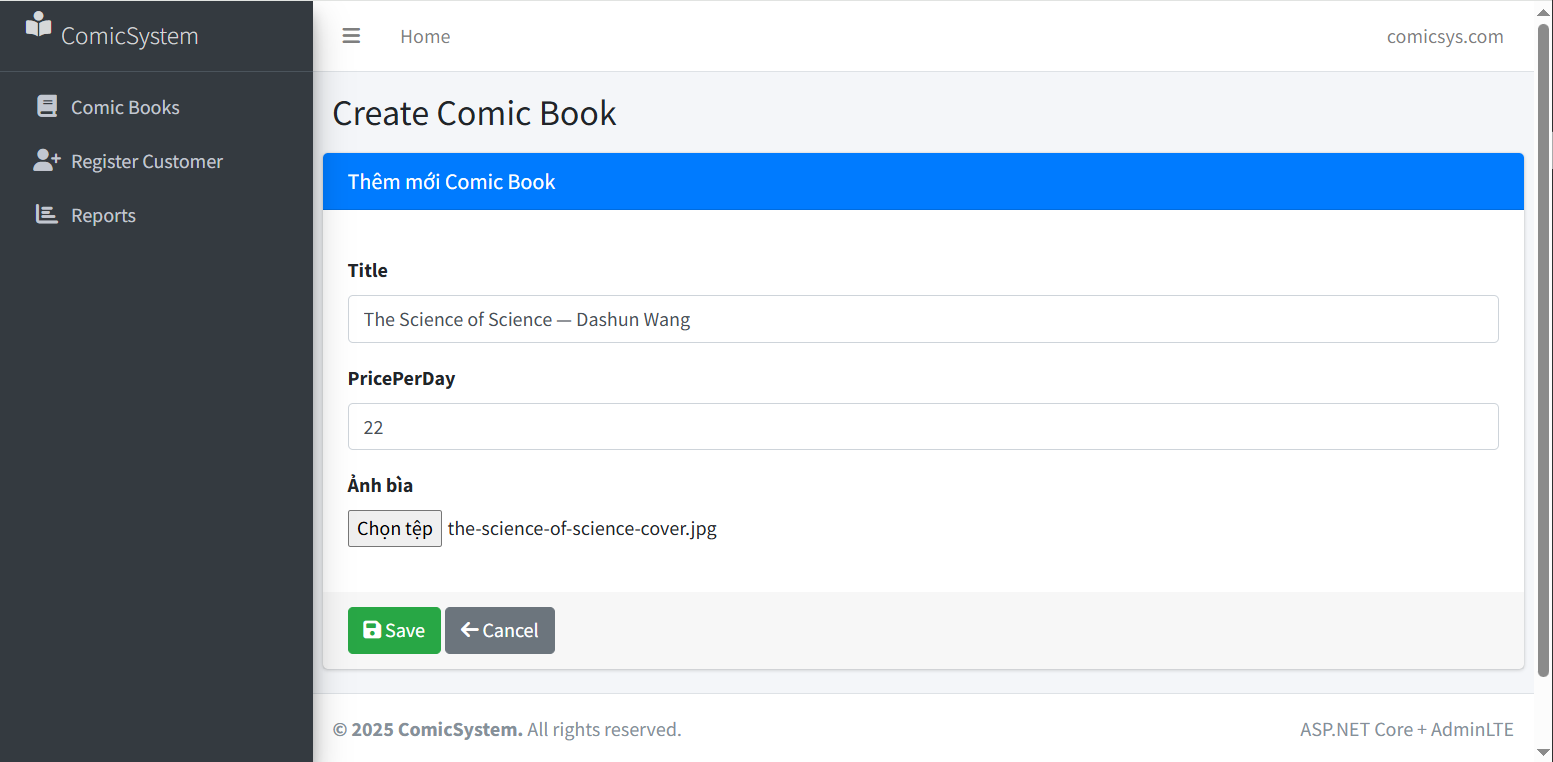 ComicSystem
Home
comicsys.com
Comic Books
Register Customer
Reports
Create Comic Book
Thêm mới Comic Book
Title
The Science of Science — Dashun Wang
PricePerDay
22
Ảnh bìa
Chọn tệp the-science-of-science-cover.jpg
Save Cancel
© 2025 ComicSystem. All rights reserved.
ASP.NET Core + AdminLTE